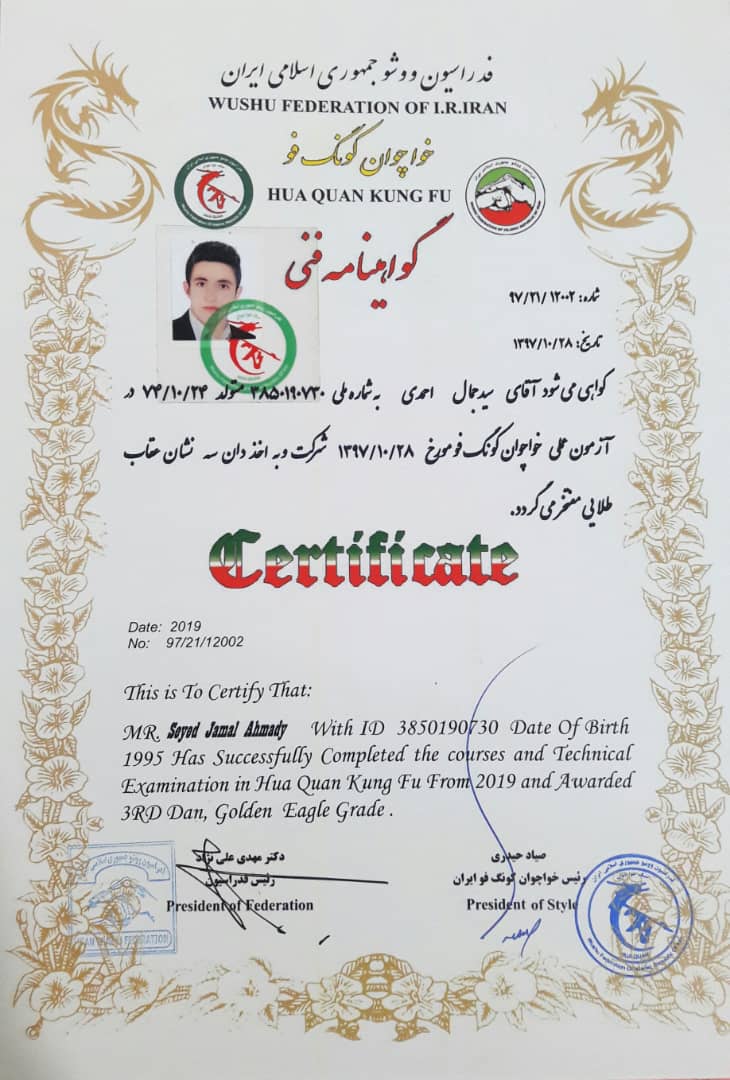 فدراسیون ووشو جمهوری اسلامی ایران
WUSHU FEDERATION OF I.R.IRAN
خواچوان کونگ فو
HUA QUAN KUNG FU
گواهینامه فنی
شماره: ۹۷/۲۱/۱۲۰۰۲
تاریخ: ۱۳۹۷/۱۰/۲۸
گواهی می شود آقای سید جمال احمدی به شماره ملی ۳۸۵۰۱۹۰۷۳۰ متولد ۷۴/۱۰/۲۴ در
آزمون ملی خواچوان کونگ فو مورخ ۱۳۹۷/۱۰/۲۸ شرکت و به اخذ دان سه نشان عقاب
طلایی مفتخر می گردد.
Certificate
Date: 2019
No: 97/21/12002
This is To Certify That:
MR. Seyed Jamal Ahmady With ID 3850190730 Date Of Birth
1995 Has Successfully Completed the courses and Technical
Examination in Hua Quan Kung Fu From 2019 and Awarded
3RD Dan, Golden Eagle Grade .
دکتر مهدی علی نژاد
رئیس فدراسیون
President of Federation
صیاد حیدری
رئیس خواچوان کونگ فو ایران
President of Style